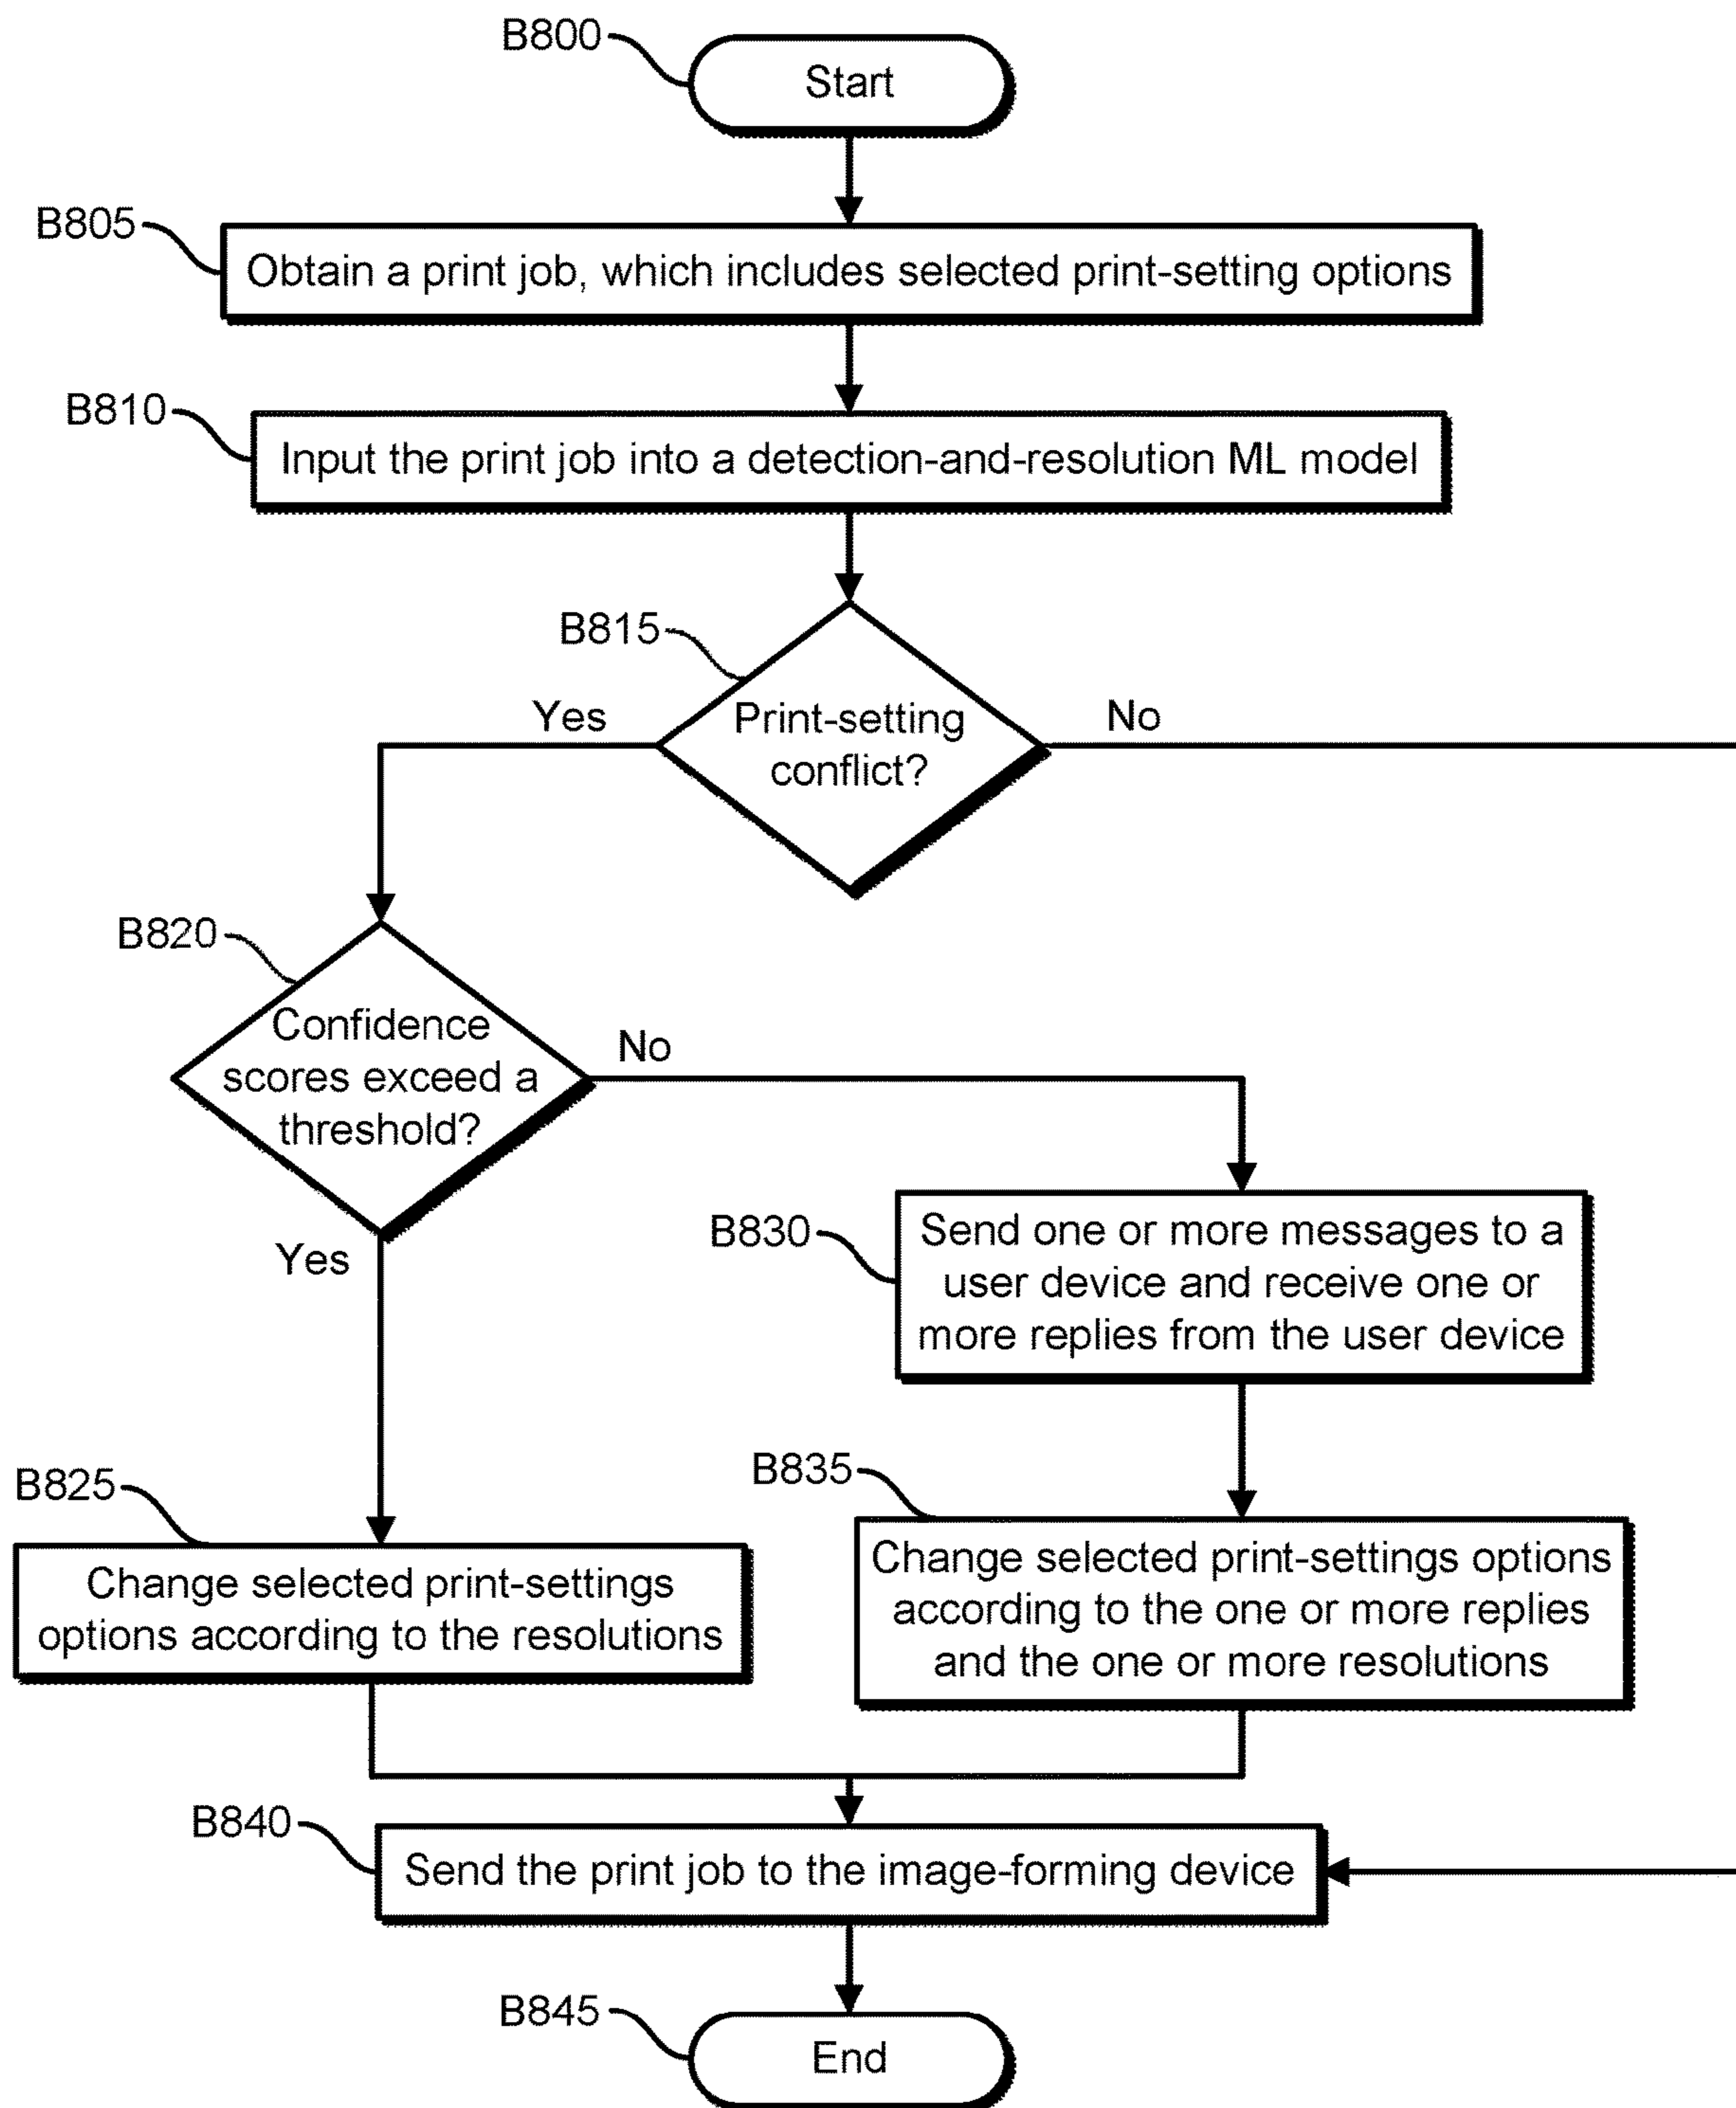 B800
Start
B805
Obtain a print job, which includes selected print-setting options
B810
Input the print job into a detection-and-resolution ML model
B815
Print-setting
conflict?
Yes
No
B820
Confidence
scores exceed a
threshold?
No
Yes
B830
Send one or more messages to a
user device and receive one or
more replies from the user device
B825
Change selected print-settings
options according to the resolutions
B835
Change selected print-settings options
according to the one or more replies
and the one or more resolutions
B840
Send the print job to the image-forming device
B845
End